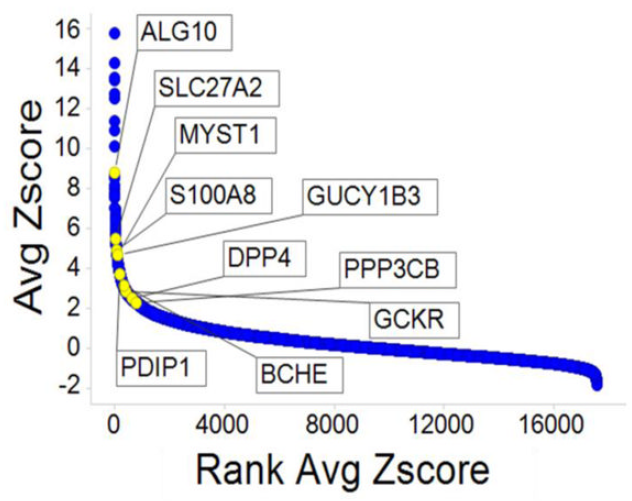 16
14
12
10
8
6
4
2
0
-2
Avg Zscore
ALG10
SLC27A2
MYST1
S100A8
GUCY1B3
DPP4
PPP3CB
GCKR
PDIP1
BCHE
0 4000 8000 12000 16000
Rank Avg Zscore